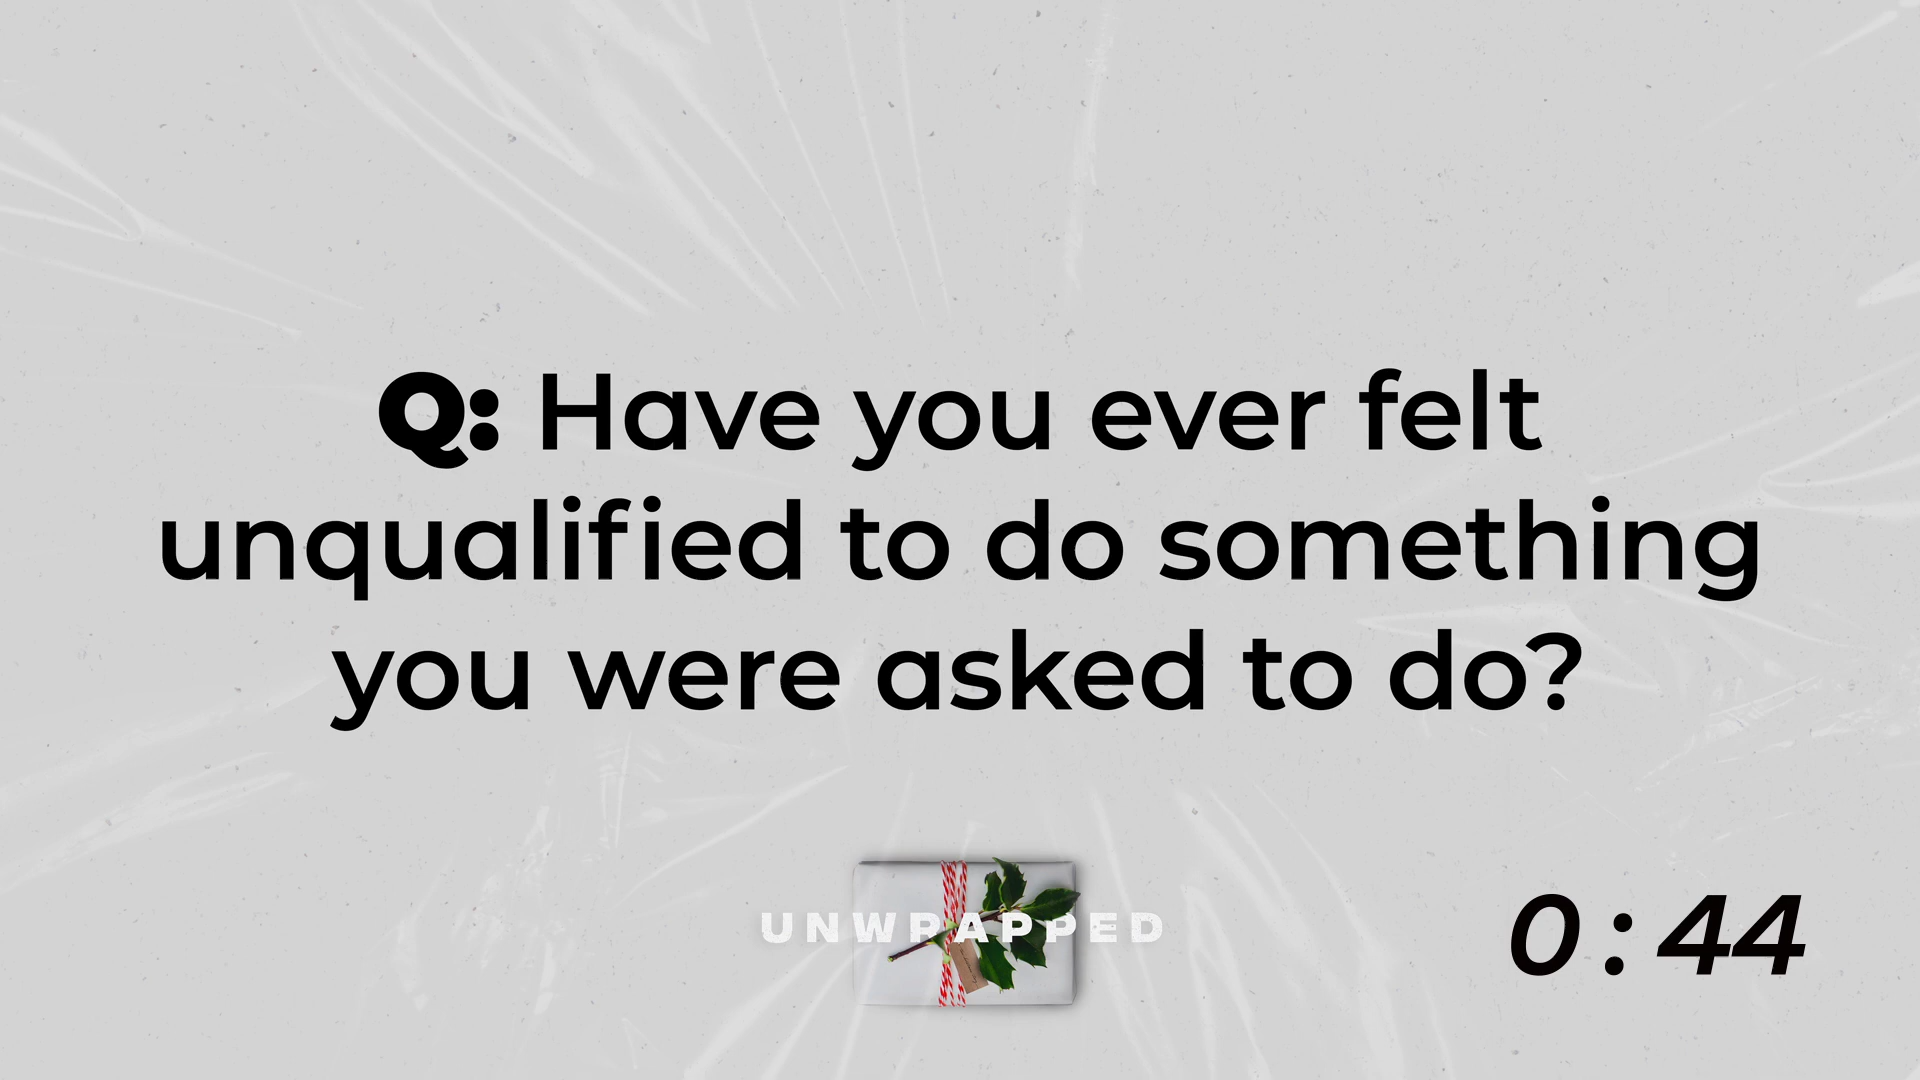 Q: Have you ever felt
unqualified to do something
you were asked to do?
UNWRAPPED
0:44